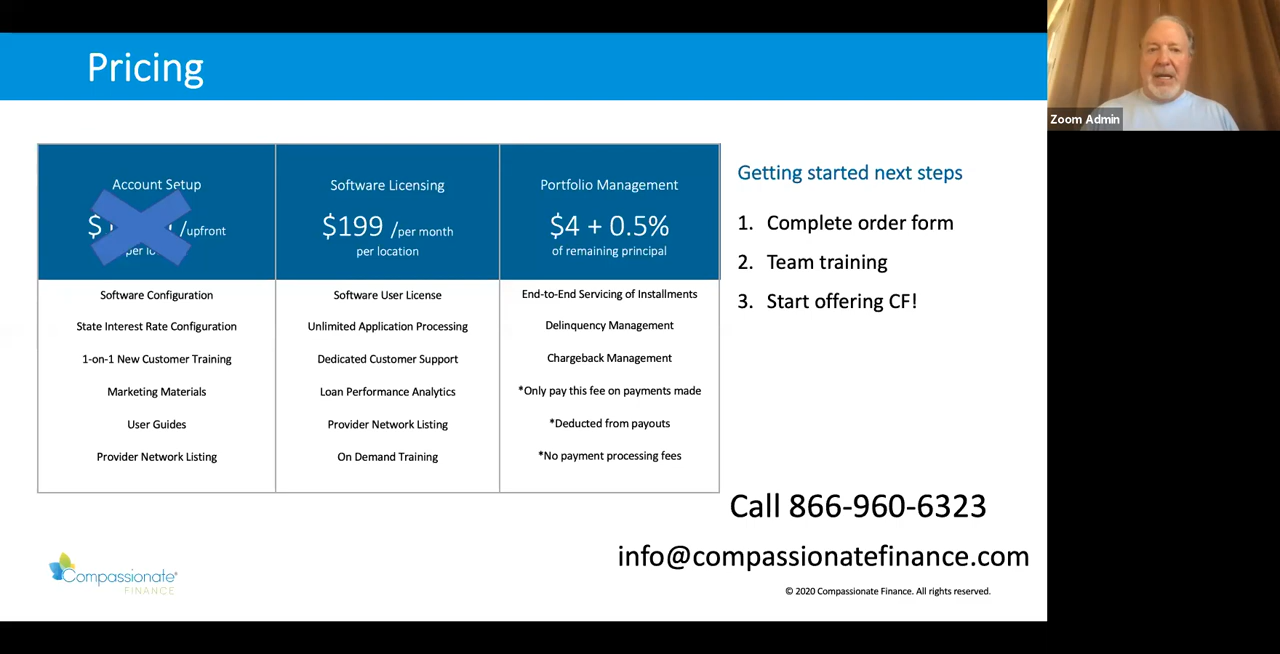 Pricing
Zoom Admin
Account Setup
$ /upfront
Software Configuration
State Interest Rate Configuration
1-on-1 New Customer Training
Marketing Materials
User Guides
Provider Network Listing
Software Licensing
$199 /per month
per location
Software User License
Unlimited Application Processing
Dedicated Customer Support
Loan Performance Analytics
Provider Network Listing
On Demand Training
Portfolio Management
$4 + 0.5%
of remaining principal
End-to-End Servicing of Installments
Delinquency Management
Chargeback Management
*Only pay this fee on payments made
*Deducted from payouts
*No payment processing fees
Getting started next steps
1. Complete order form
2. Team training
3. Start offering CF!
Call 866-960-6323
info@compassionatefinance.com
Compassionate
FINANCE
© 2020 Compassionate Finance. All rights reserved.